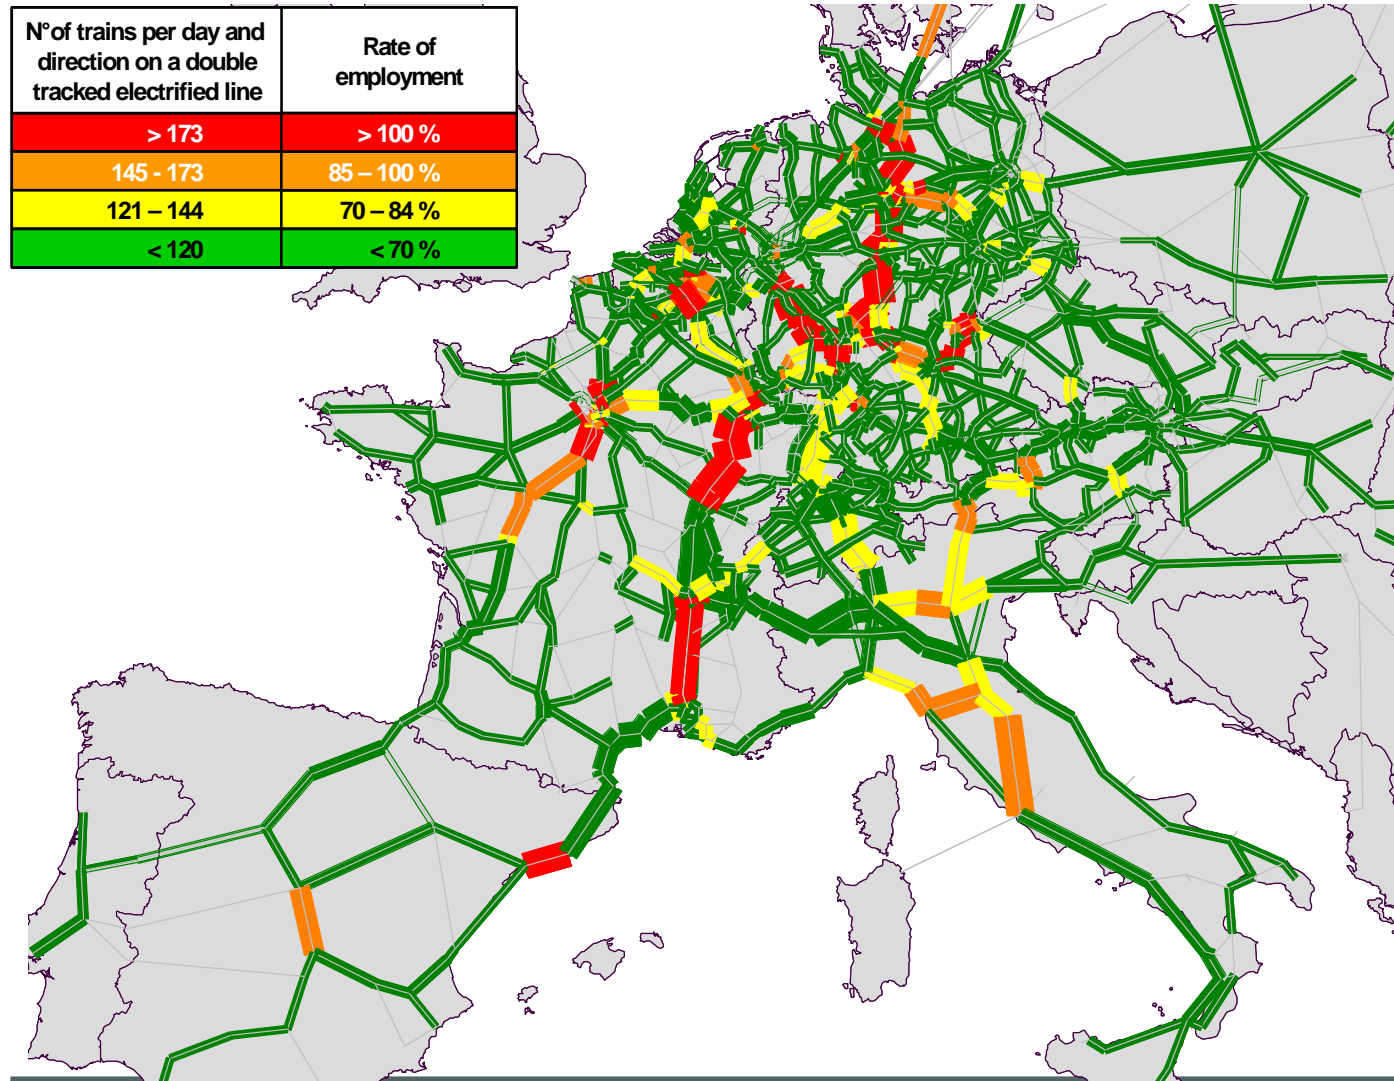 N°of trains per day and
direction on a double
tracked electrified line
Rate of
employment
> 173
> 100 %
145 - 173
85 – 100 %
121 – 144
70 – 84 %
< 120
< 70 %